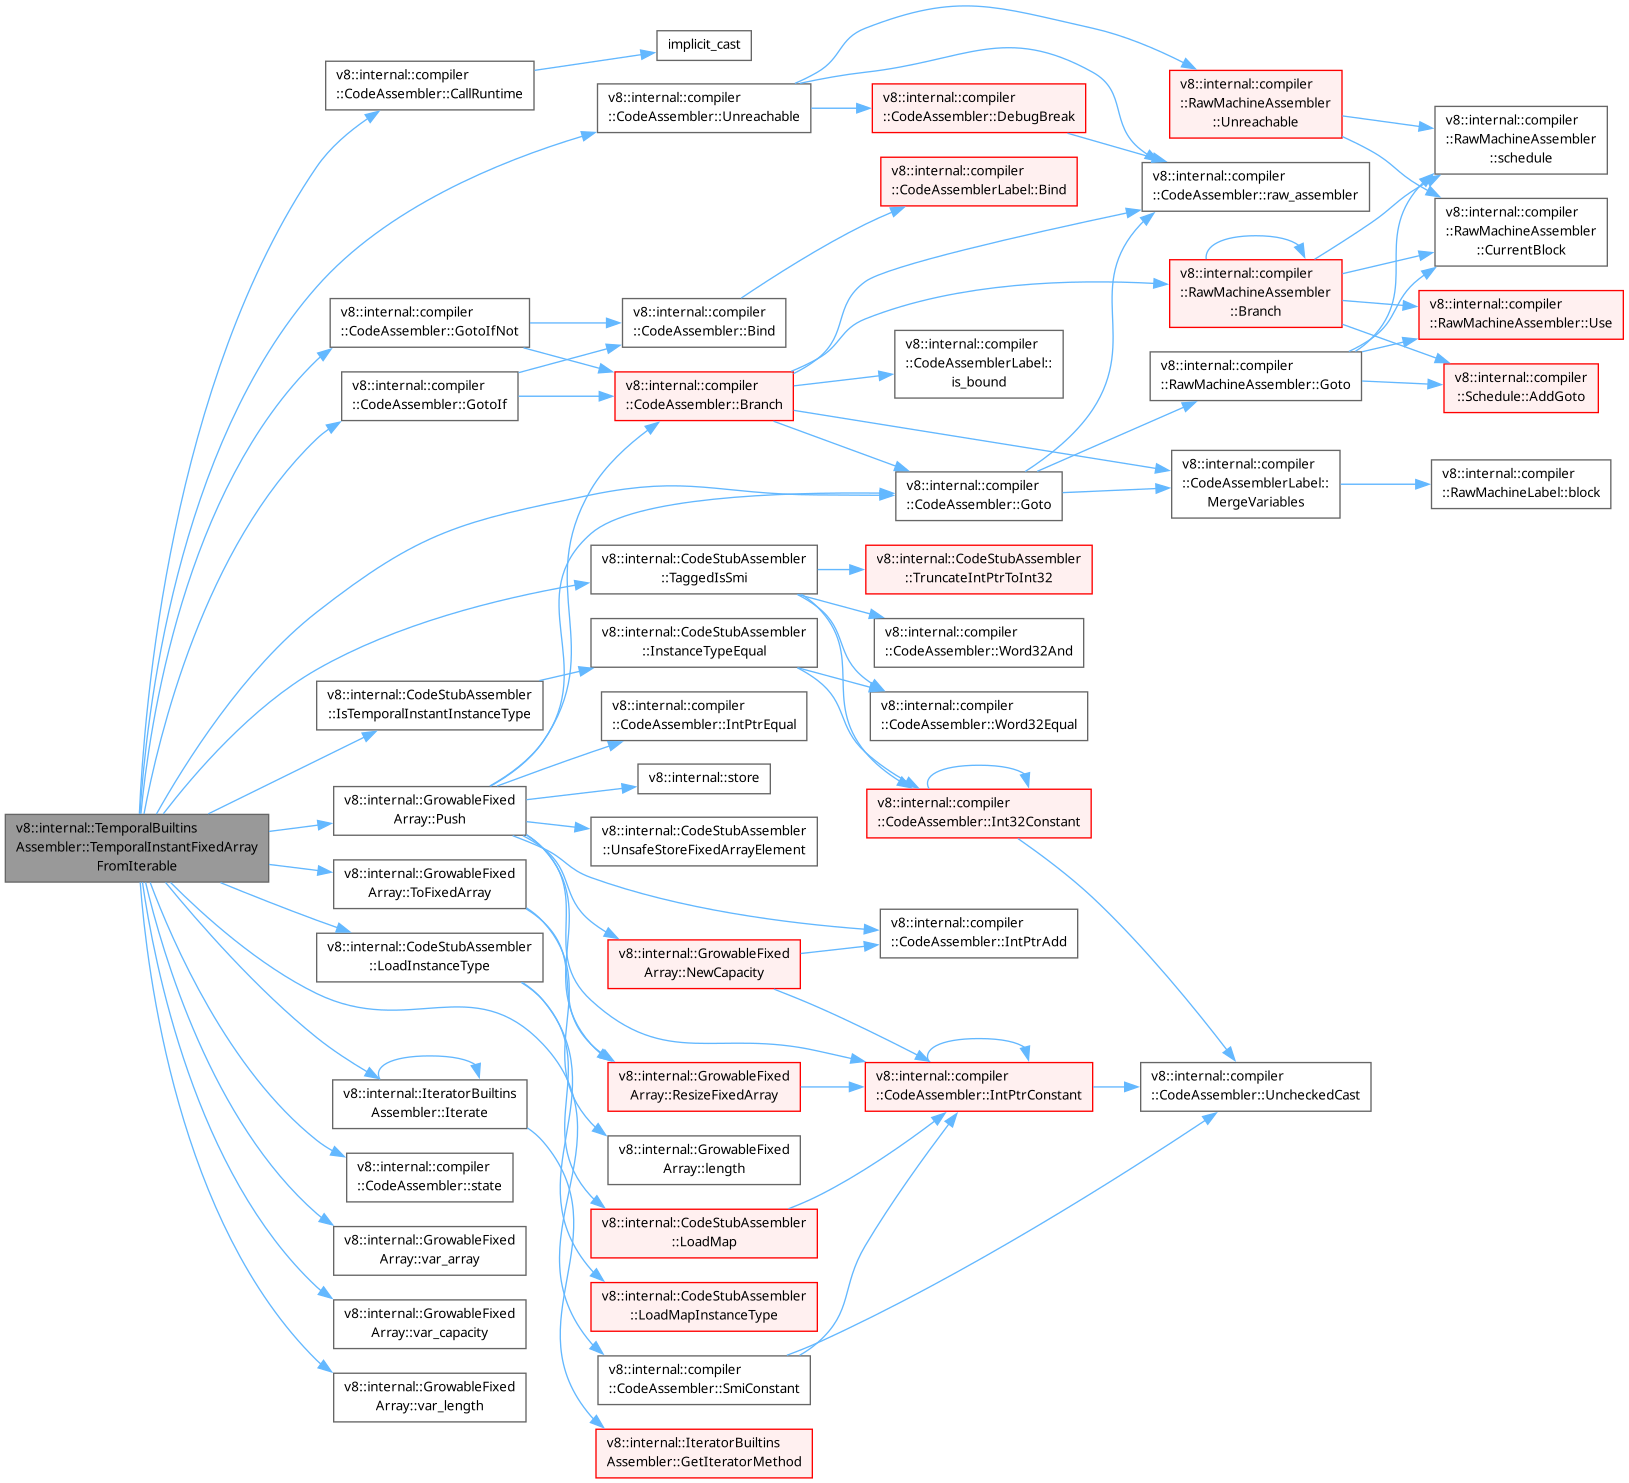 v8::internal::TemporalBuiltins
Assembler::TemporalInstantFixedArray
FromIterable
v8::internal::compiler
::CodeAssembler::CallRuntime
implicit_cast
v8::internal::compiler
::CodeAssembler::Unreachable
v8::internal::compiler
::CodeAssembler::DebugBreak
v8::internal::compiler
::RawMachineAssembler
::Unreachable
v8::internal::compiler
::RawMachineAssembler
::schedule
v8::internal::compiler
::CodeAssemblerLabel::Bind
v8::internal::compiler
::CodeAssembler::raw_assembler
v8::internal::compiler
::RawMachineAssembler
::CurrentBlock
v8::internal::compiler
::CodeAssembler::GotoIfNot
v8::internal::compiler
::CodeAssembler::Bind
v8::internal::compiler
::RawMachineAssembler
::Branch
v8::internal::compiler
::RawMachineAssembler::Use
v8::internal::compiler
::CodeAssembler::GotoIf
v8::internal::compiler
::CodeAssembler::Branch
v8::internal::compiler
::CodeAssemblerLabel::
is_bound
v8::internal::compiler
::RawMachineAssembler::Goto
v8::internal::compiler
::Schedule::AddGoto
v8::internal::compiler
::CodeAssembler::Goto
v8::internal::compiler
::CodeAssemblerLabel::
MergeVariables
v8::internal::compiler
::RawMachineLabel::block
v8::internal::CodeStubAssembler
::TaggedIsSmi
v8::internal::CodeStubAssembler
::TruncateIntPtrToInt32
v8::internal::CodeStubAssembler
::InstanceTypeEqual
v8::internal::compiler
::CodeAssembler::Word32And
v8::internal::CodeStubAssembler
::IsTemporalInstantInstanceType
v8::internal::compiler
::CodeAssembler::IntPtrEqual
v8::internal::compiler
::CodeAssembler::Word32Equal
v8::internal::store
v8::internal::GrowableFixed
Array::Push
v8::internal::CodeStubAssembler
::UnsafeStoreFixedArrayElement
v8::internal::compiler
::CodeAssembler::Int32Constant
v8::internal::GrowableFixed
Array::ToFixedArray
v8::internal::CodeStubAssembler
::LoadInstanceType
v8::internal::GrowableFixed
Array::NewCapacity
v8::internal::compiler
::CodeAssembler::IntPtrAdd
v8::internal::IteratorBuiltins
Assembler::Iterate
v8::internal::GrowableFixed
Array::ResizeFixedArray
v8::internal::compiler
::CodeAssembler::IntPtrConstant
v8::internal::compiler
::CodeAssembler::UncheckedCast
v8::internal::compiler
::CodeAssembler::state
v8::internal::GrowableFixed
Array::length
v8::internal::GrowableFixed
Array::var_array
v8::internal::CodeStubAssembler
::LoadMap
v8::internal::GrowableFixed
Array::var_capacity
v8::internal::CodeStubAssembler
::LoadMapInstanceType
v8::internal::GrowableFixed
Array::var_length
v8::internal::compiler
::CodeAssembler::SmiConstant
v8::internal::IteratorBuiltins
Assembler::GetIteratorMethod